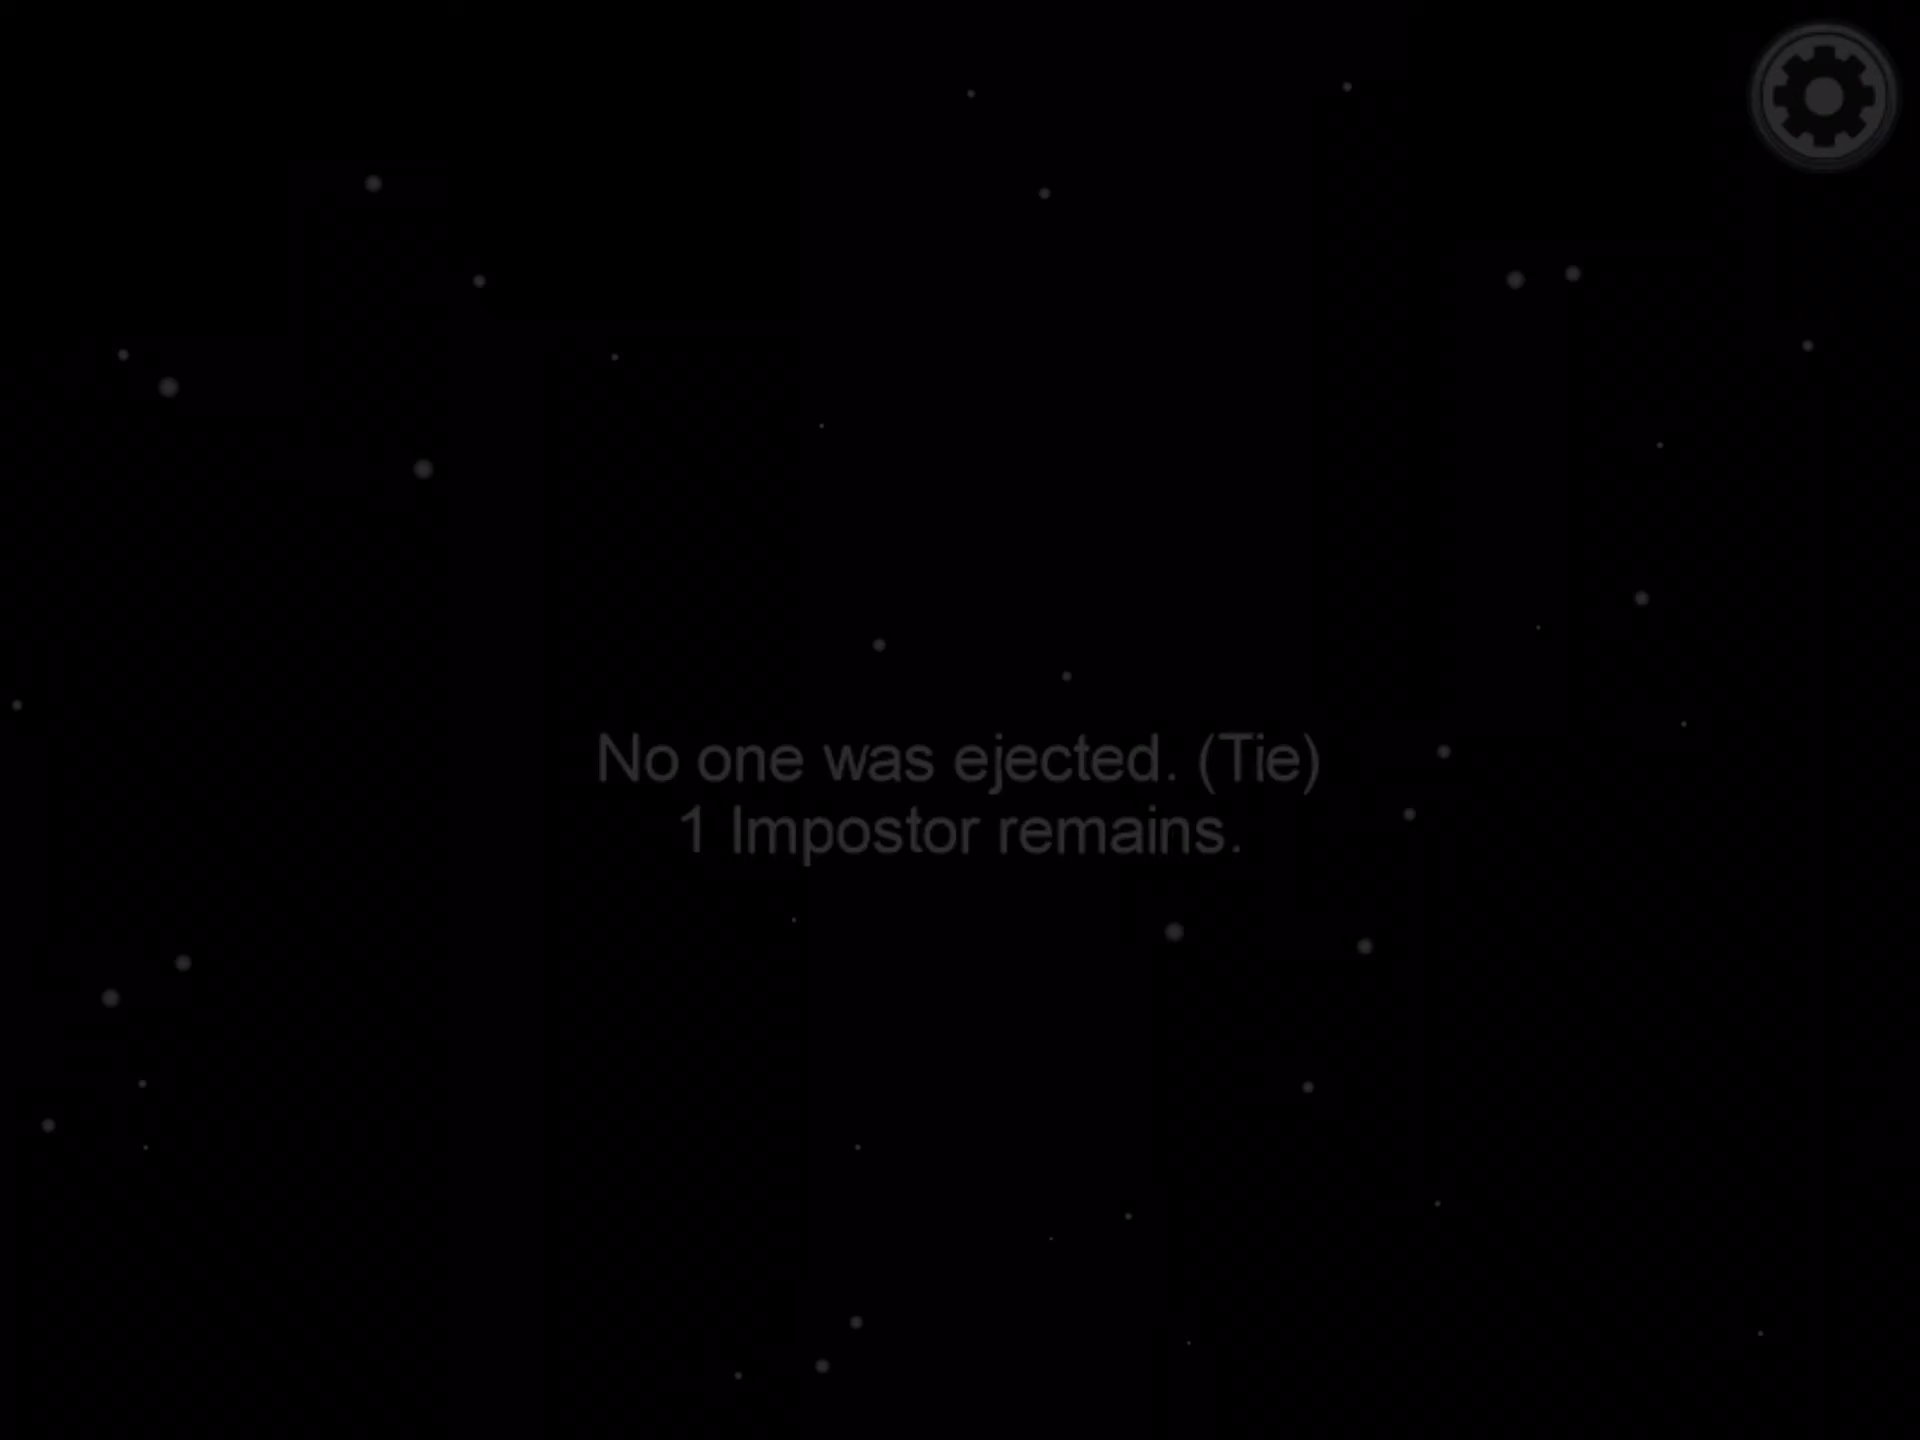 No one was ejected. (Tie)
1 Impostor remains.